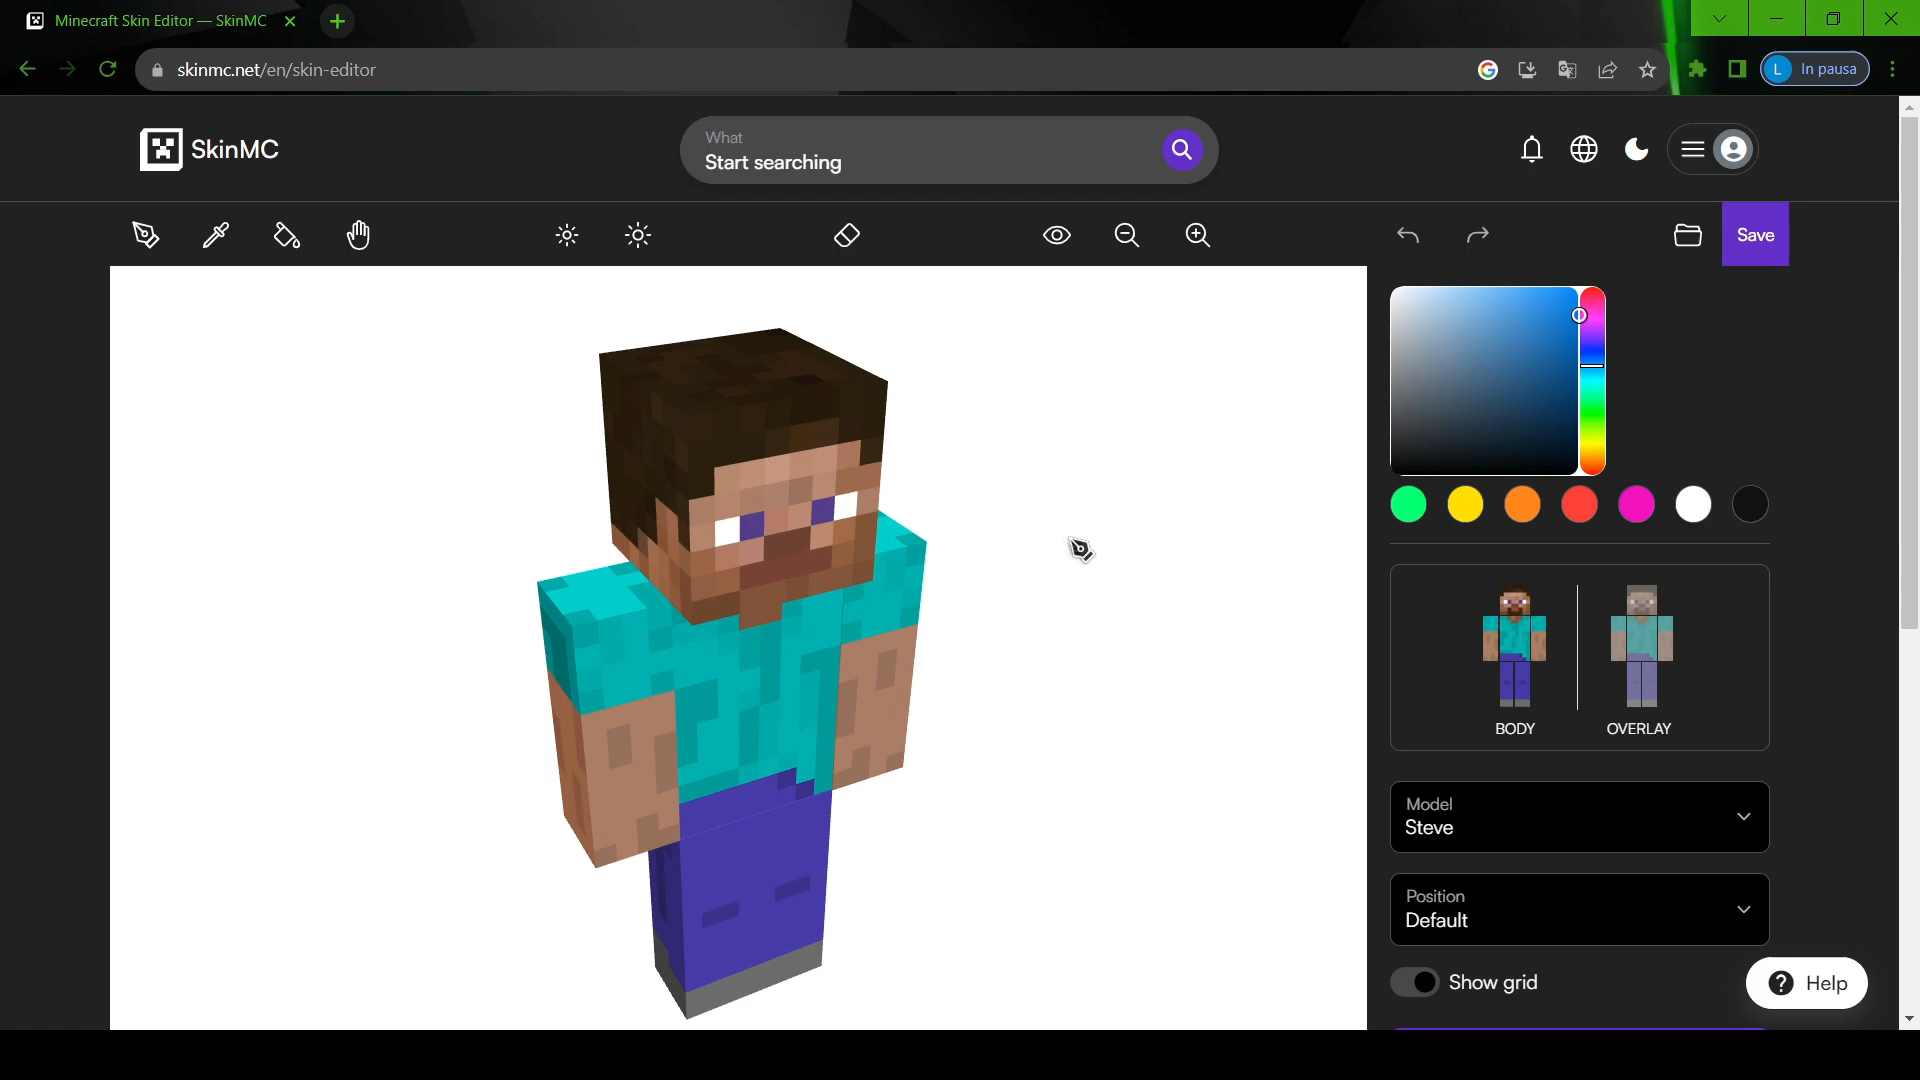 Minecraft Skin Editor — SkinMC
skinmc.net/en/skin-editor
L In pausa
SkinMC
What
Start searching
Save
BODY
OVERLAY
Model
Steve
Position
Default
Show grid
? Help